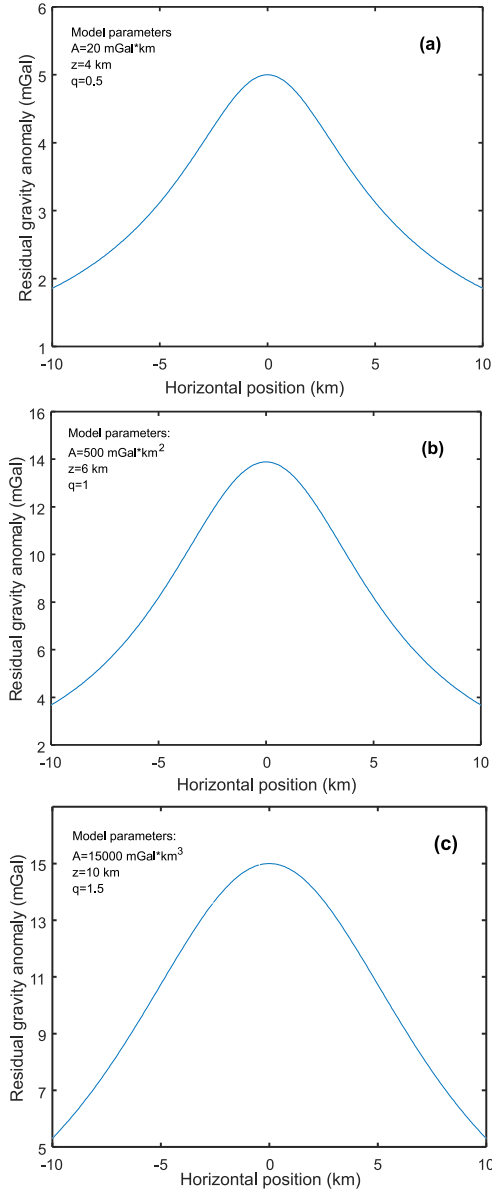 6
Model parameters
A=20 mGal*km
z=4 km
q=0.5
(a)
5
4
3
2
1
Residual gravity anomaly (mGal)
-10 -5 0 5 10
Horizontal position (km)
16
Model parameters:
A=500 mGal*km²
z=6 km
q=1
(b)
14
12
10
8
6
4
2
Residual gravity anomaly (mGal)
-10 -5 0 5 10
Horizontal position (km)
Model parameters:
A=15000 mGal*km³
z=10 km
q=1.5
(c)
15
13
11
9
7
5
Residual gravity anomaly (mGal)
-10 -5 0 5 10
Horizontal position (km)